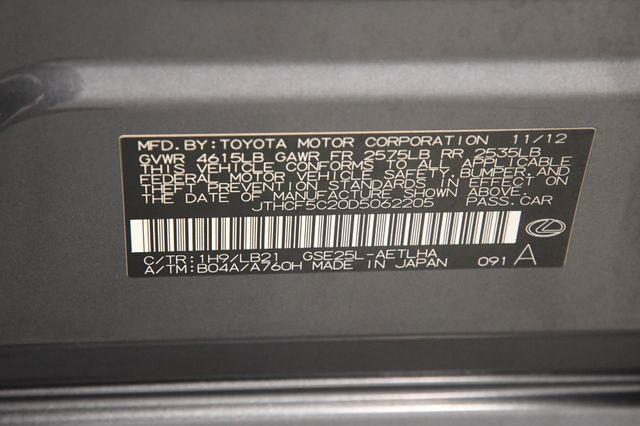 MFD.BY:TOYOTA MOTOR CORPORATION 11/12
GVWR 4615LB GAWR FR 2575LB RR 2535LB
THIS VEHICLE CONFORMS TO ALL APPLICABLE
FEDERAL MOTOR VEHICLE SAFETY,BUMPER,AND
THEFT PREVENTION STANDARDS IN EFFECT ON
THE DATE OF MANUFACTURE SHOWN ABOVE.
JTHCF5C20D5062205 PASS.CAR
C/TR:1H9/LB21 GSE25L-AETLHA
A/TM:B04A/A760H MADE IN JAPAN 091 A